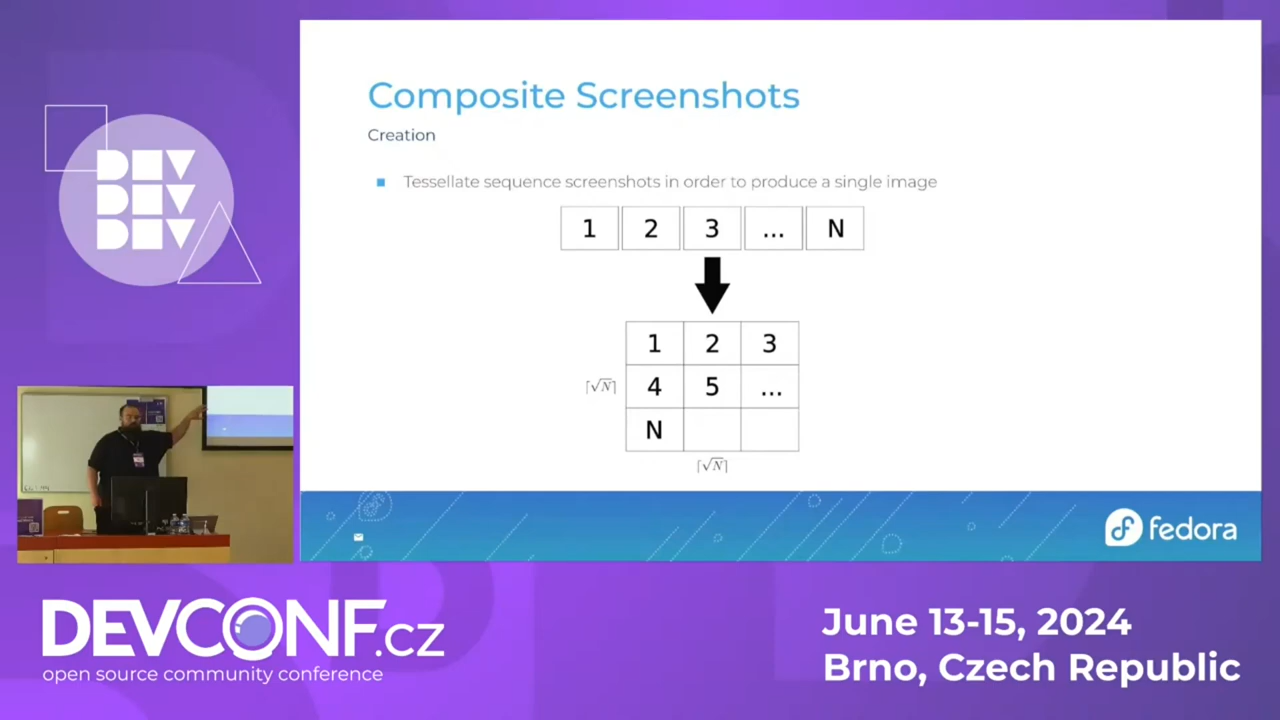 Composite Screenshots
Creation
Tessellate sequence screenshots in order to produce a single image
1 2 3 ... N
1 2 3
⌈√N⌉ 4 5 ...
N
⌈√N⌉
fedora
DEV
DEV
DEV
DEVCONF.cz
open source community conference
June 13-15, 2024
Brno, Czech Republic